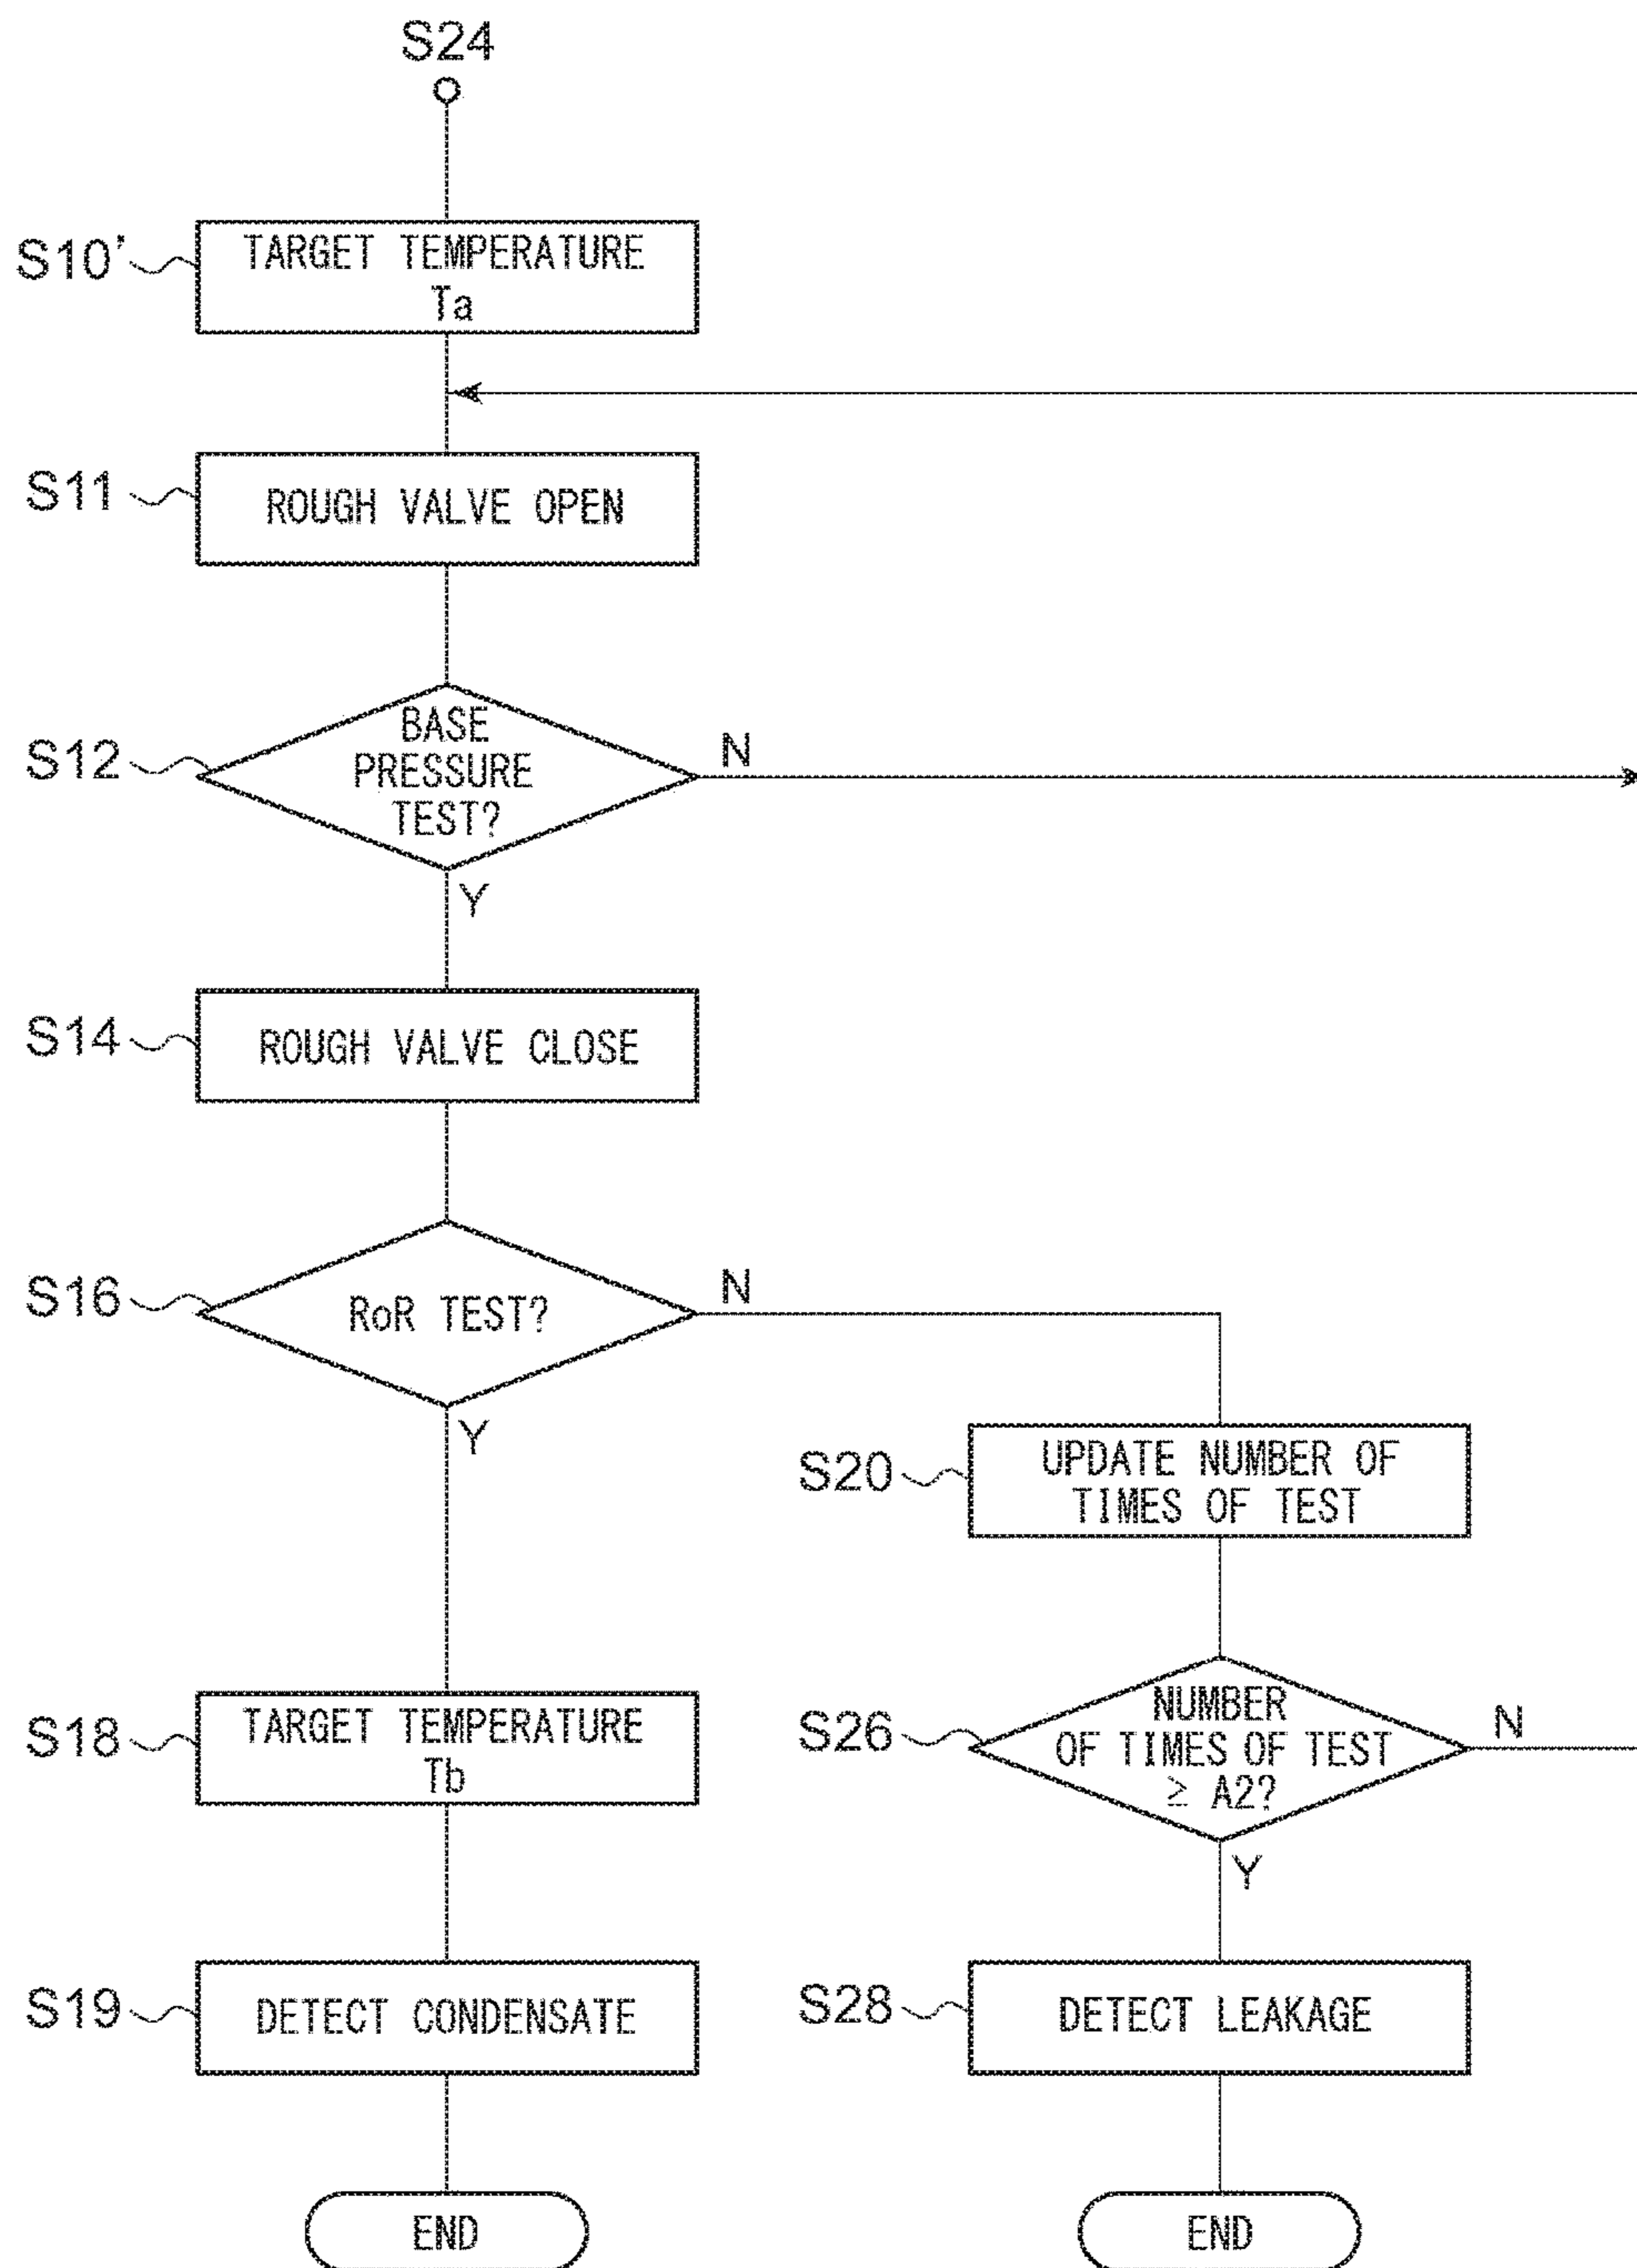 S24
S10'
TARGET TEMPERATURE
Ta
S11
ROUGH VALVE OPEN
S12
BASE
PRESSURE
TEST?
N
Y
S14
ROUGH VALVE CLOSE
S16
RoR TEST?
N
Y
S20
UPDATE NUMBER OF
TIMES OF TEST
S18
TARGET TEMPERATURE
Tb
S26
NUMBER
OF TIMES OF TEST
≥ A2?
N
Y
S19
DETECT CONDENSATE
S28
DETECT LEAKAGE
END
END